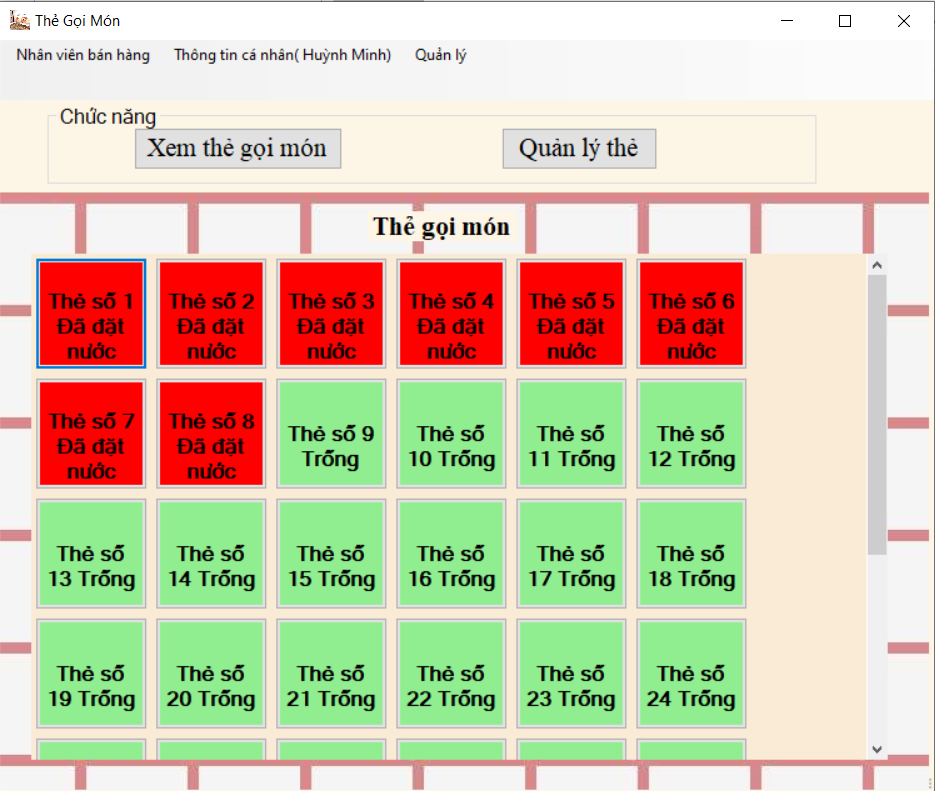 Thẻ Gọi Món
Nhân viên bán hàng Thông tin cá nhân( Huỳnh Minh) Quản lý
Chức năng
Xem thẻ gọi món Quản lý thẻ
Thẻ gọi món
Thẻ số 1
Đã đặt
nước
Thẻ số 2
Đã đặt
nước
Thẻ số 3
Đã đặt
nước
Thẻ số 4
Đã đặt
nước
Thẻ số 5
Đã đặt
nước
Thẻ số 6
Đã đặt
nước
Thẻ số 7
Đã đặt
nước
Thẻ số 8
Đã đặt
nước
Thẻ số 9
Trống
Thẻ số
10 Trống
Thẻ số
11 Trống
Thẻ số
12 Trống
Thẻ số
13 Trống
Thẻ số
14 Trống
Thẻ số
15 Trống
Thẻ số
16 Trống
Thẻ số
17 Trống
Thẻ số
18 Trống
Thẻ số
19 Trống
Thẻ số
20 Trống
Thẻ số
21 Trống
Thẻ số
22 Trống
Thẻ số
23 Trống
Thẻ số
24 Trống